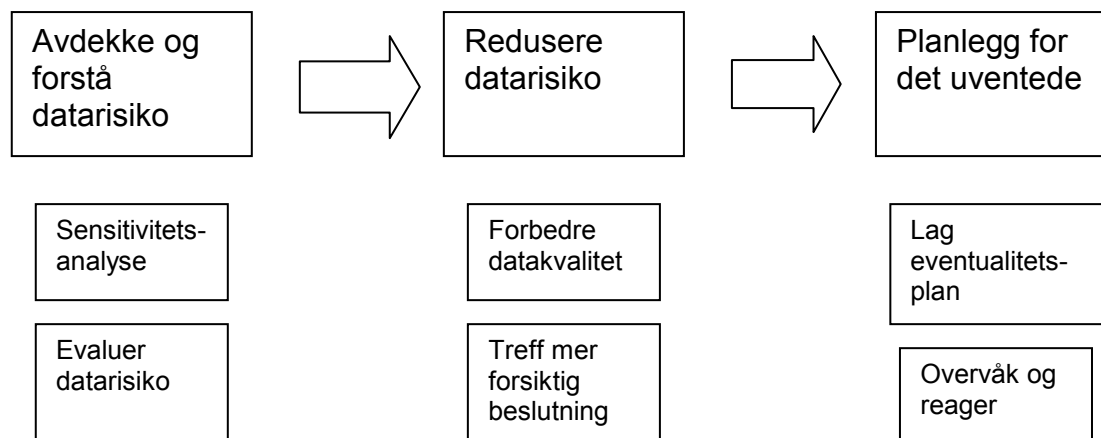 Avdekke og
forstå
datarisiko
Redusere
datarisiko
Planlegg for
det uventede
Sensitivitets-
analyse
Forbedre
datakvalitet
Lag
eventualitets-
plan
Evaluer
datarisiko
Treff mer
forsiktig
beslutning
Overvåk og
reager